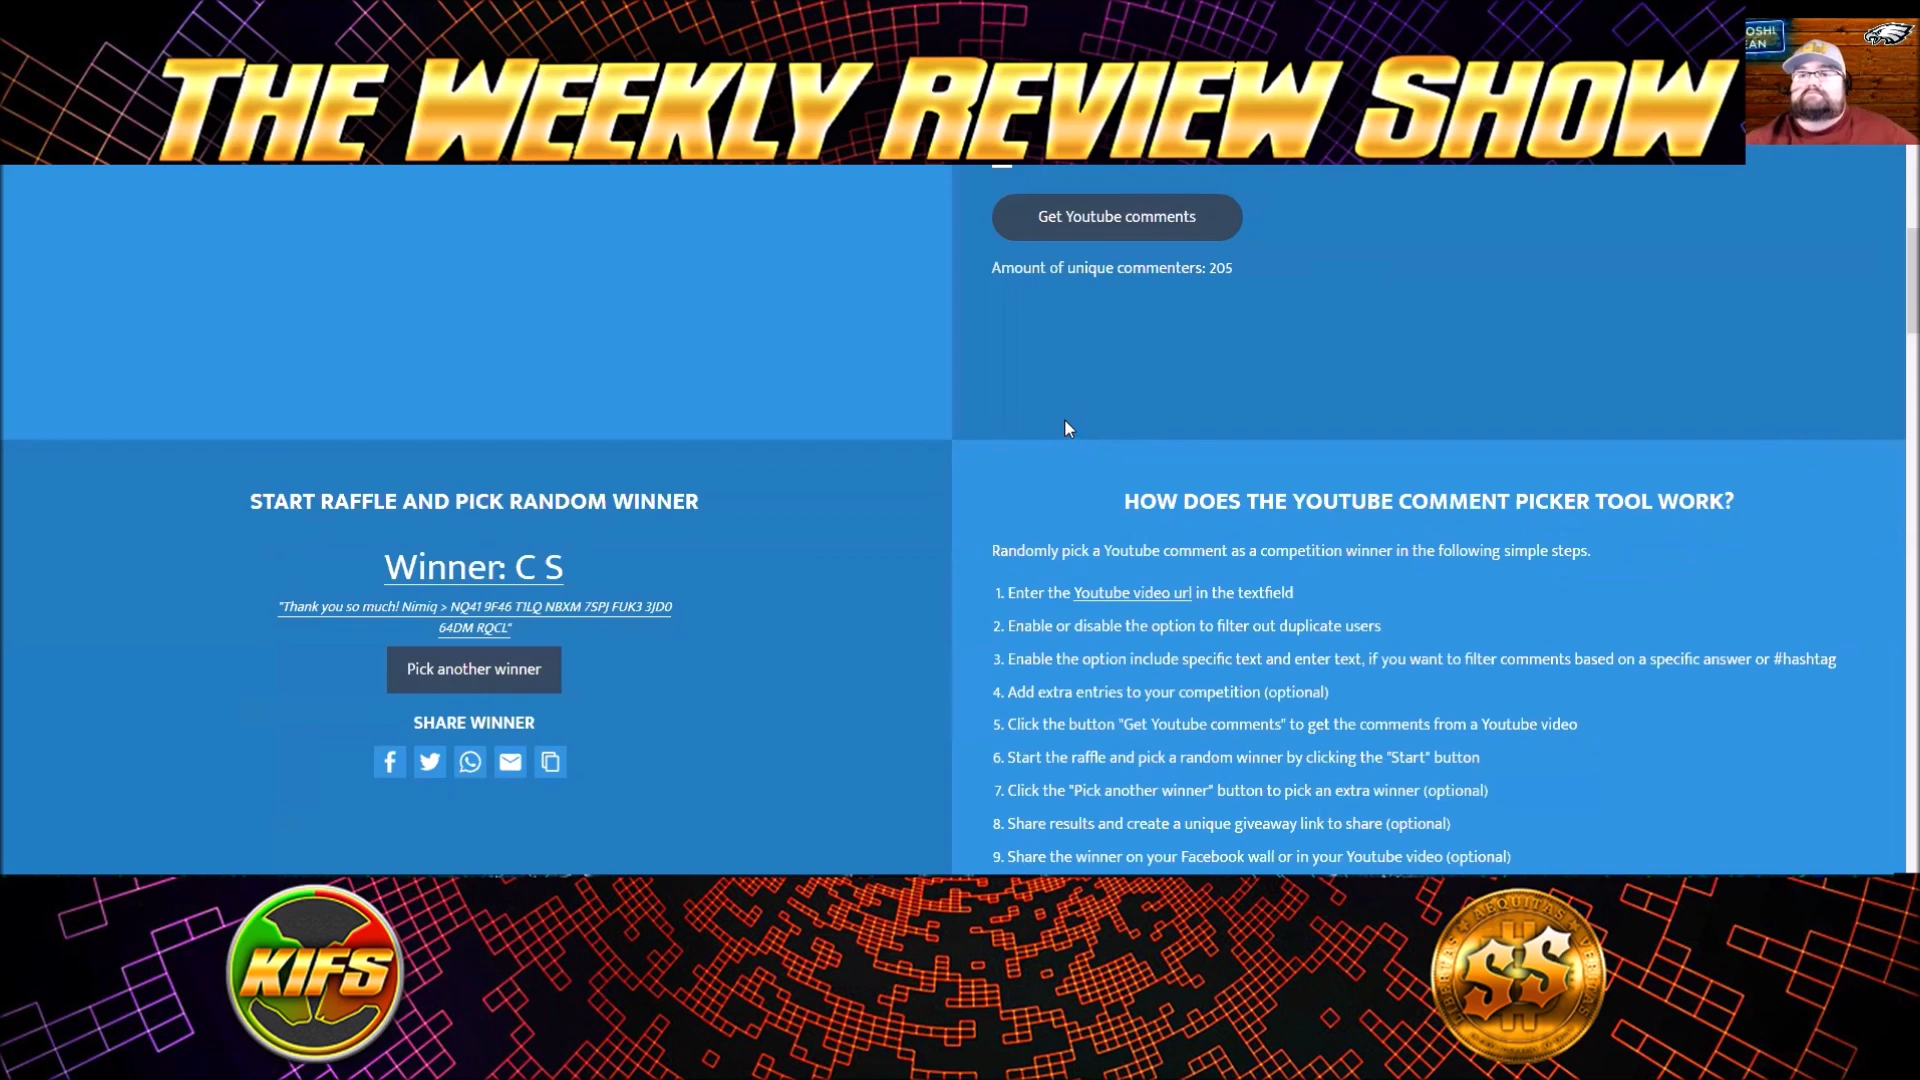 THE WEEKLY REVIEW SHOW
OSHI
EAN
Get Youtube comments
Amount of unique commenters: 205
START RAFFLE AND PICK RANDOM WINNER
Winner: C S
"Thank you so much! Nimiq > NQ41 9F46 T1LQ NBXM 7SPJ FUK3 3JD0
64DM RQCL"
Pick another winner
SHARE WINNER
HOW DOES THE YOUTUBE COMMENT PICKER TOOL WORK?
Randomly pick a Youtube comment as a competition winner in the following simple steps.
1. Enter the Youtube video url in the textfield
2. Enable or disable the option to filter out duplicate users
3. Enable the option include specific text and enter text, if you want to filter comments based on a specific answer or #hashtag
4. Add extra entries to your competition (optional)
5. Click the button "Get Youtube comments" to get the comments from a Youtube video
6. Start the raffle and pick a random winner by clicking the "Start" button
7. Click the "Pick another winner" button to pick an extra winner (optional)
8. Share results and create a unique giveaway link to share (optional)
9. Share the winner on your Facebook wall or in your Youtube video (optional)
KIFS
AEQUITAS
LIBERTAS
VERITAS
SS